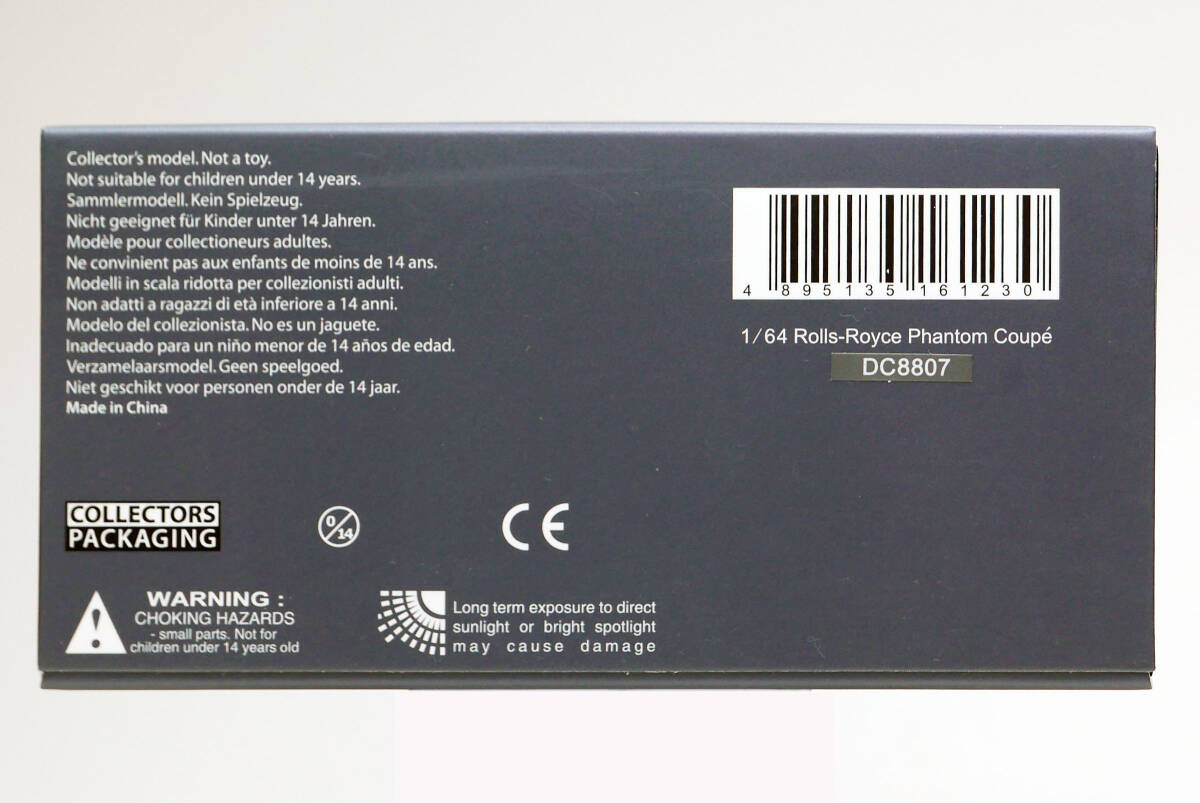 Collector's model. Not a toy.
Not suitable for children under 14 years.
Sammlermodell. Kein Spielzeug.
Nicht geeignet für Kinder unter 14 Jahren.
Modèle pour collectioneurs adultes.
Ne convinient pas aux enfants de moins de 14 ans.
Modelli in scala ridotta per collezionisti adulti.
Non adatti a ragazzi di età inferiore a 14 anni.
Modelo del collezionista. No es un jaguete.
Inadecuado para un niño menor de 14 años de edad.
Verzamelaarsmodel. Geen speelgoed.
Niet geschikt voor personen onder de 14 jaar.
Made in China
4 895135 161230
1/64 Rolls-Royce Phantom Coupé
DC8807
COLLECTORS
PACKAGING
0/14
CE
WARNING :
CHOKING HAZARDS
- small parts. Not for
children under 14 years old
Long term exposure to direct
sunlight or bright spotlight
may cause damage